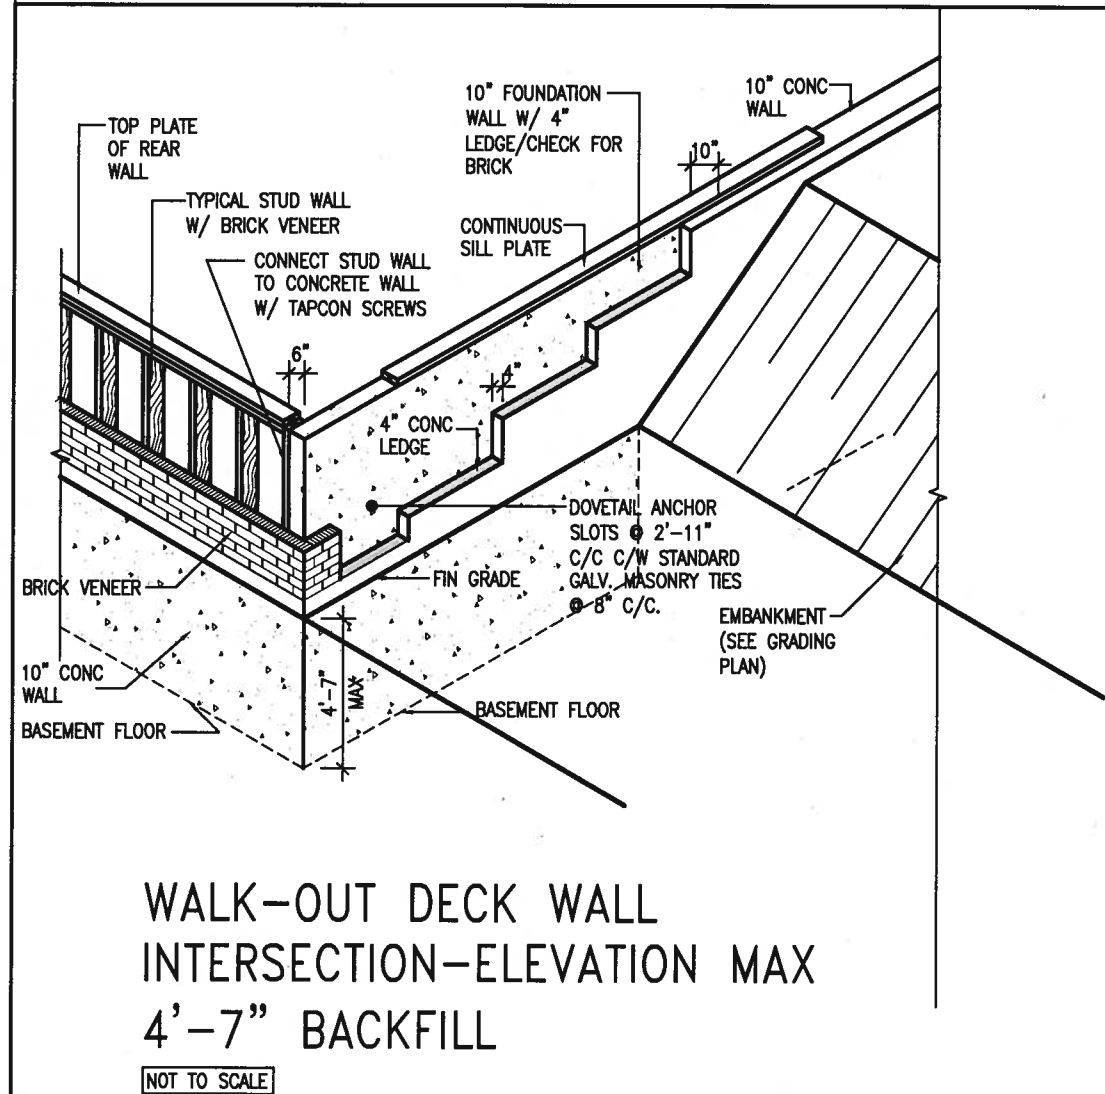 10" FOUNDATION
WALL W/ 4"
LEDGE/CHECK FOR
BRICK
10" CONC
WALL
TOP PLATE
OF REAR
WALL
10"
TYPICAL STUD WALL
W/ BRICK VENEER
CONTINUOUS
SILL PLATE
CONNECT STUD WALL
TO CONCRETE WALL
W/ TAPCON SCREWS
6"
4"
4" CONC
LEDGE
DOVETAIL ANCHOR
SLOTS @ 2'-11"
C/C C/W STANDARD
GALV. MASONRY TIES
@ 8" C/C.
FIN GRADE
BRICK VENEER
EMBANKMENT
(SEE GRADING
PLAN)
10" CONC
WALL
4'-7"
MAX
BASEMENT FLOOR
BASEMENT FLOOR
WALK-OUT DECK WALL
INTERSECTION-ELEVATION MAX
4'-7" BACKFILL
NOT TO SCALE